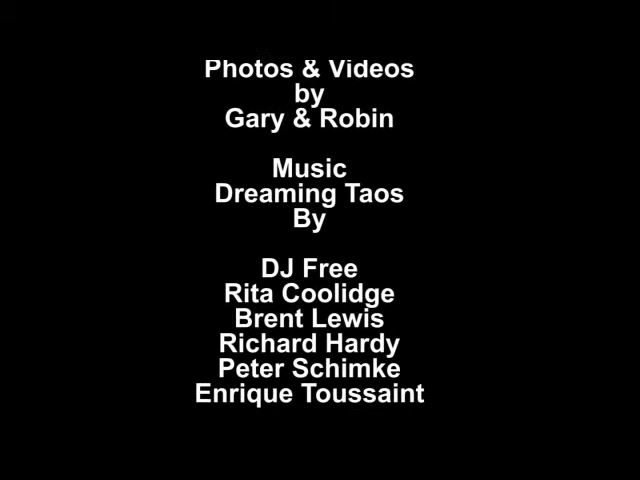 Photos & Videos
by
Gary & Robin
Music
Dreaming Taos
By
DJ Free
Rita Coolidge
Brent Lewis
Richard Hardy
Peter Schimke
Enrique Toussaint